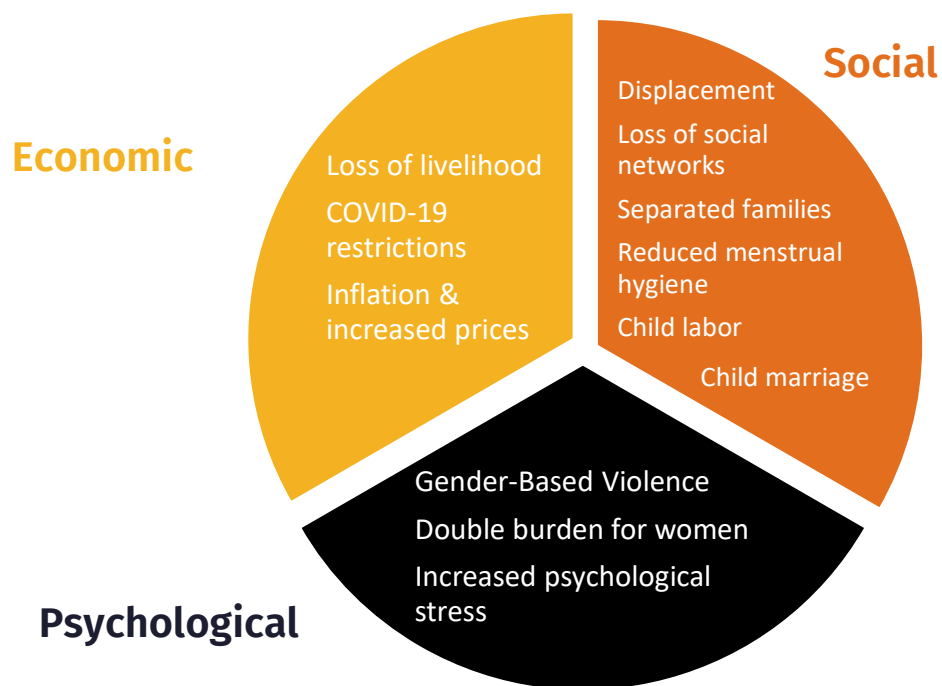 Economic
Loss of livelihood
COVID-19
restrictions
Inflation &
increased prices
Social
Displacement
Loss of social
networks
Separated families
Reduced menstrual
hygiene
Child labor
Child marriage
Psychological
Gender-Based Violence
Double burden for women
Increased psychological
stress